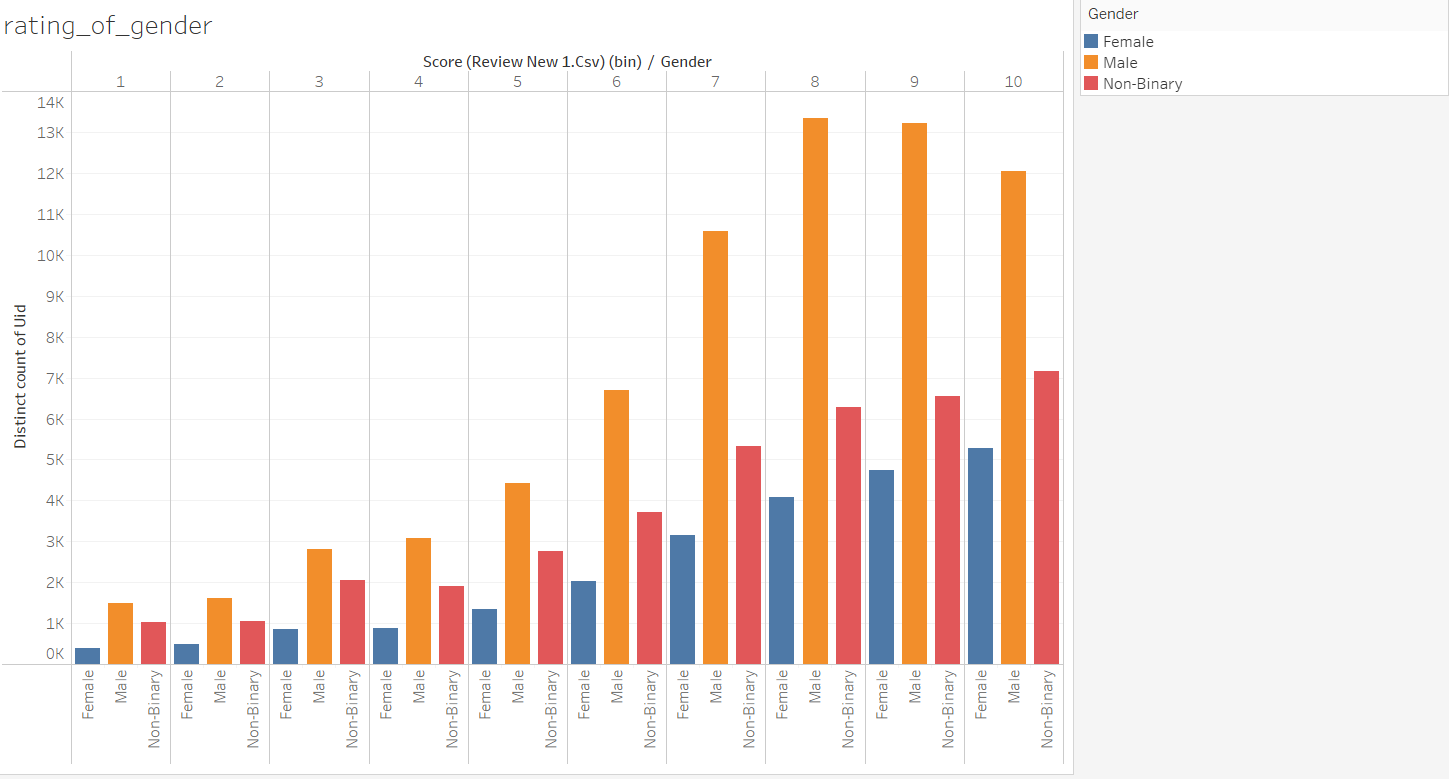 rating_of_gender
Score (Review New 1.Csv) (bin) / Gender
1 2 3 4 5 6 7 8 9 10
14K
13K
12K
11K
10K
9K
8K
7K
6K
5K
4K
3K
2K
1K
0K
Distinct count of Uid
Female Male Non-Binary Female Male Non-Binary Female Male Non-Binary Female Male Non-Binary Female Male Non-Binary Female Male Non-Binary Female Male Non-Binary Female Male Non-Binary Female Male Non-Binary Female Male Non-Binary
Gender
Female
Male
Non-Binary